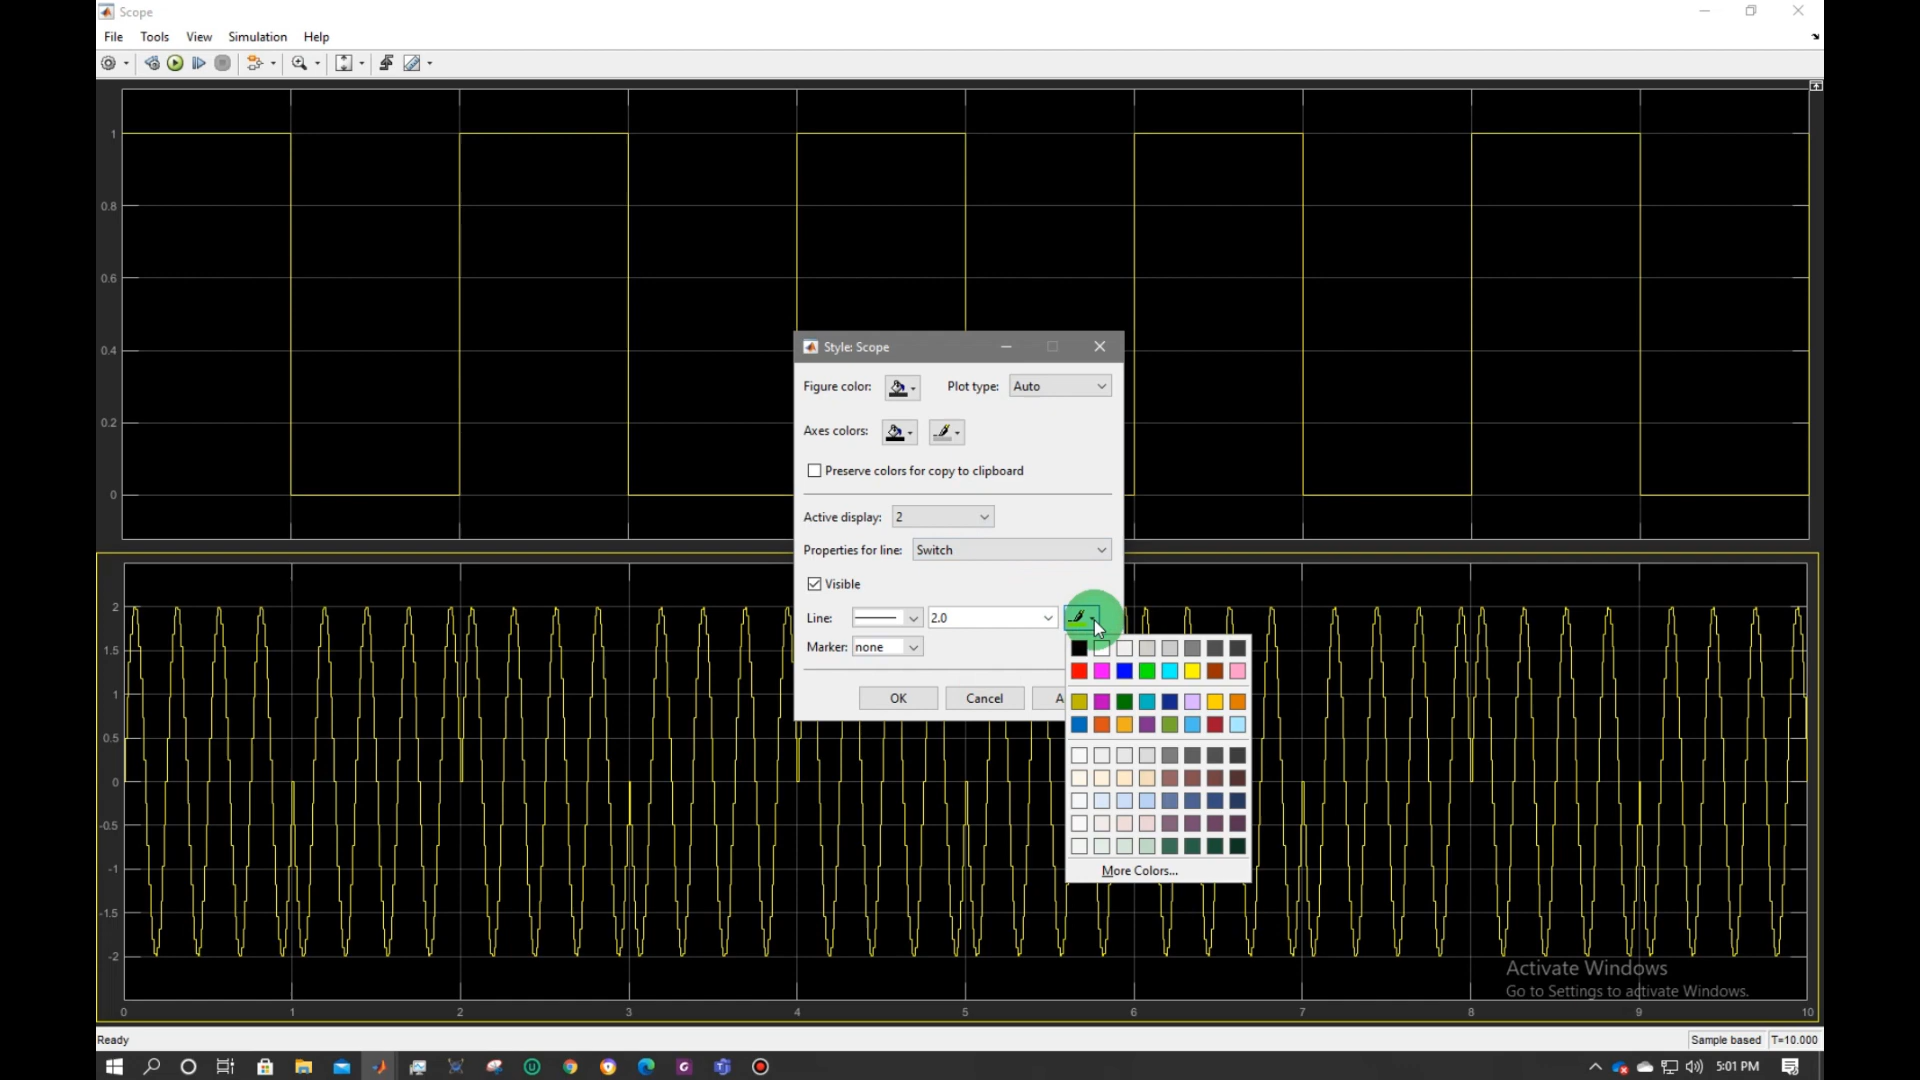 Scope
File Tools View Simulation Help
1
0.8
0.6
0.4
0.2
0
Style: Scope
Figure color: Plot type: Auto
Axes colors:
Preserve colors for copy to clipboard
Active display: 2
Properties for line: Switch
Visible
Line: 2.0
Marker: none
OK Cancel A
More Colors...
2
1.5
1
0.5
0
-0.5
-1
-1.5
-2
0 1 2 3 4 5 6 7 8 9 10
Activate Windows
Go to Settings to activate Windows.
Ready Sample based T=10.000
5:01 PM